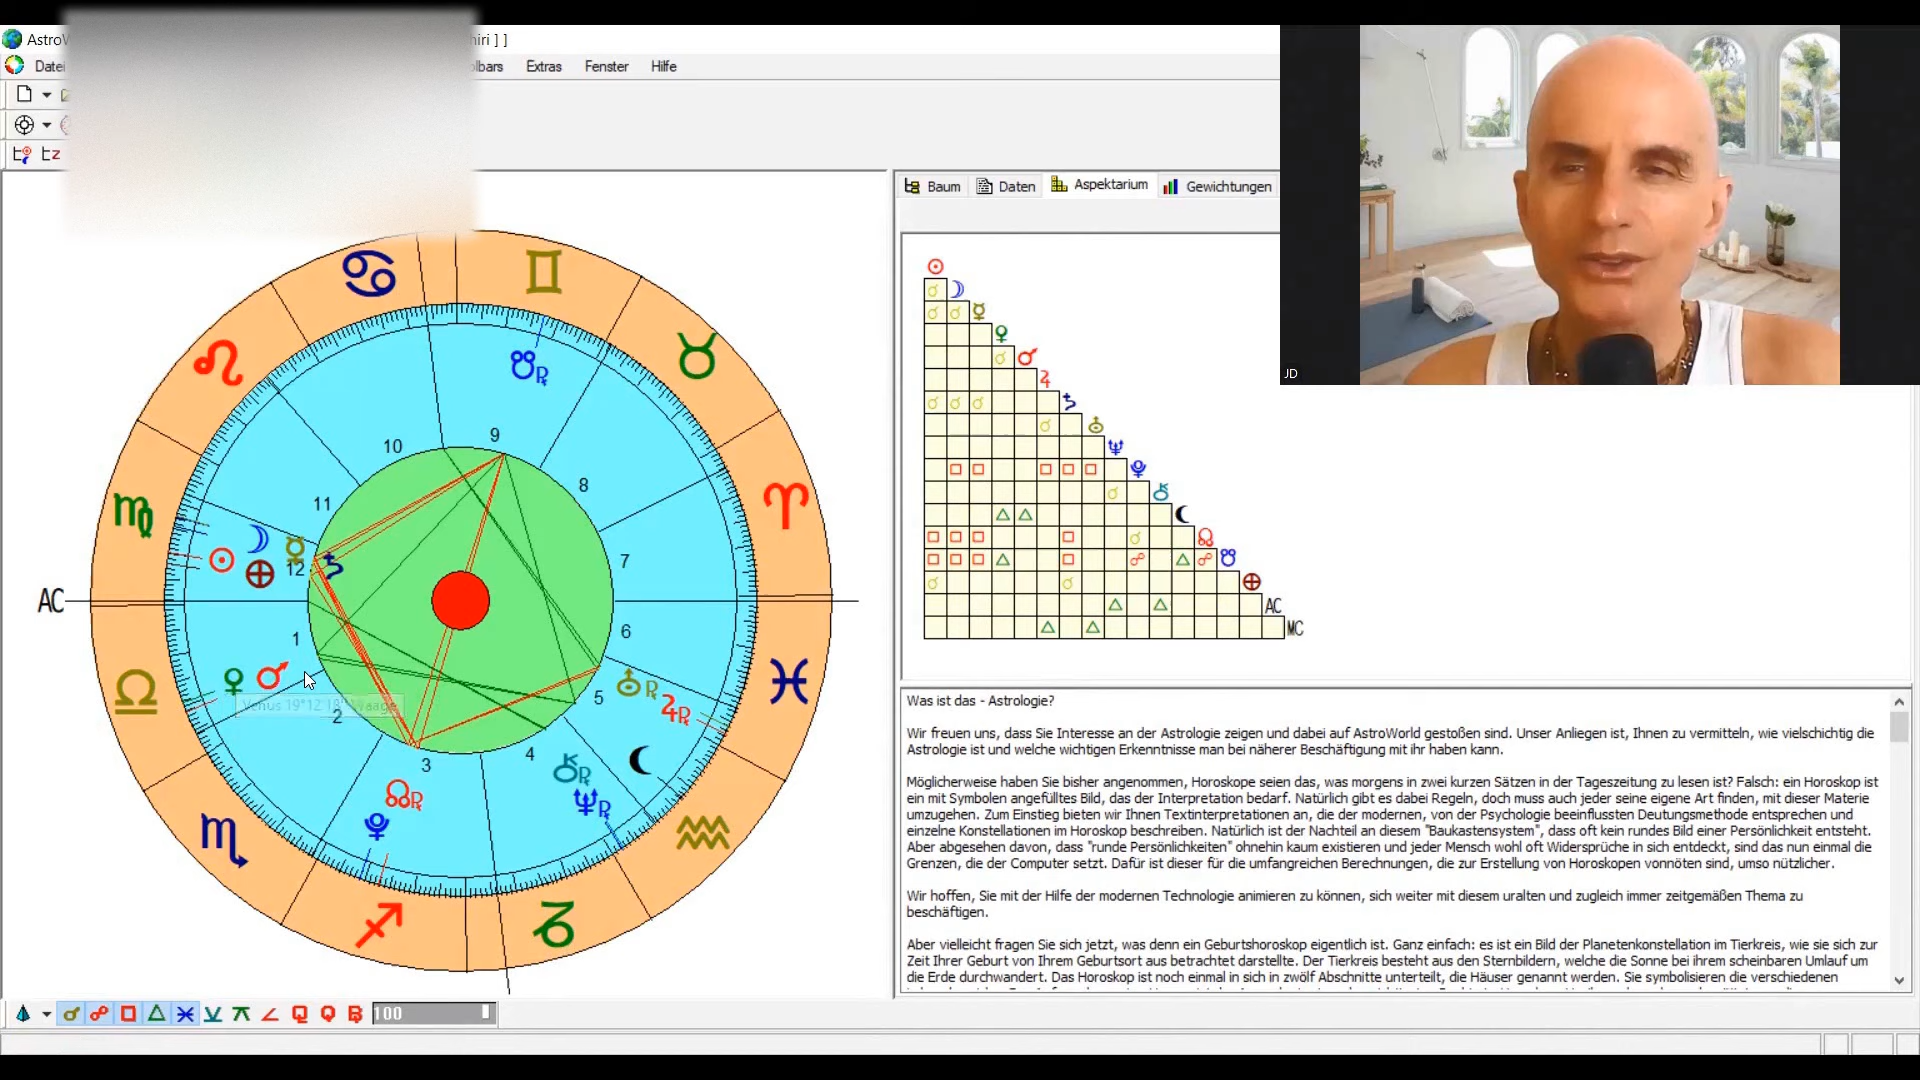 AstroW
hiri ] ]
Datei
olbars Extras Fenster Hilfe
Baum Daten Aspektarium Gewichtungen
JD
AC
10
9
11
8
12
7
1
6
2
5
3
4
Venus 19°12'18" Waage
AC
MC
Was ist das - Astrologie?
Wir freuen uns, dass Sie Interesse an der Astrologie zeigen und dabei auf AstroWorld gestoßen sind. Unser Anliegen ist, Ihnen zu vermitteln, wie vielschichtig die
Astrologie ist und welche wichtigen Erkenntnisse man bei näherer Beschäftigung mit ihr haben kann.
Möglicherweise haben Sie bisher angenommen, Horoskope seien das, was morgens in zwei kurzen Sätzen in der Tageszeitung zu lesen ist? Falsch: ein Horoskop ist
ein mit Symbolen angefülltes Bild, das der Interpretation bedarf. Natürlich gibt es dabei Regeln, doch muss auch jeder seine eigene Art finden, mit dieser Materie
umzugehen. Zum Einstieg bieten wir Ihnen Textinterpretationen an, die der modernen, von der Psychologie beeinflussten Deutungsmethode entsprechen und
einzelne Konstellationen im Horoskop beschreiben. Natürlich ist der Nachteil an diesem "Baukastensystem", dass oft kein rundes Bild einer Persönlichkeit entsteht.
Aber abgesehen davon, dass "runde Persönlichkeiten" ohnehin kaum existieren und jeder Mensch wohl oft Widersprüche in sich entdeckt, sind das nun einmal die
Grenzen, die der Computer setzt. Dafür ist dieser für die umfangreichen Berechnungen, die zur Erstellung von Horoskopen vonnöten sind, umso nützlicher.
Wir hoffen, Sie mit der Hilfe der modernen Technologie animieren zu können, sich weiter mit diesem uralten und zugleich immer zeitgemäßen Thema zu
beschäftigen.
Aber vielleicht fragen Sie sich jetzt, was denn ein Geburtshoroskop eigentlich ist. Ganz einfach: es ist ein Bild der Planetenkonstellation im Tierkreis, wie sie sich zur
Zeit Ihrer Geburt von Ihrem Geburtsort aus betrachtet darstellte. Der Tierkreis besteht aus den Sternbildern, welche die Sonne bei ihrem scheinbaren Umlauf um
die Erde durchwandert. Das Horoskop ist noch einmal in sich in zwölf Abschnitte unterteilt, die Häuser genannt werden. Sie symbolisieren die verschiedenen
100